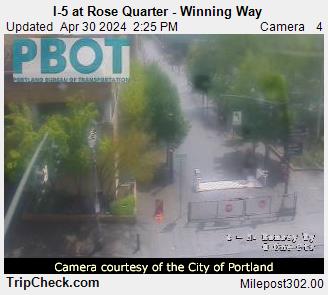 I-5 at Rose Quarter - Winning Way
Updated Apr 30 2024 2:25 PM Camera 4
PBOT
PORTLAND BUREAU OF TRANSPORTATION
Camera courtesy of the City of Portland
TripCheck.com Milepost302.00